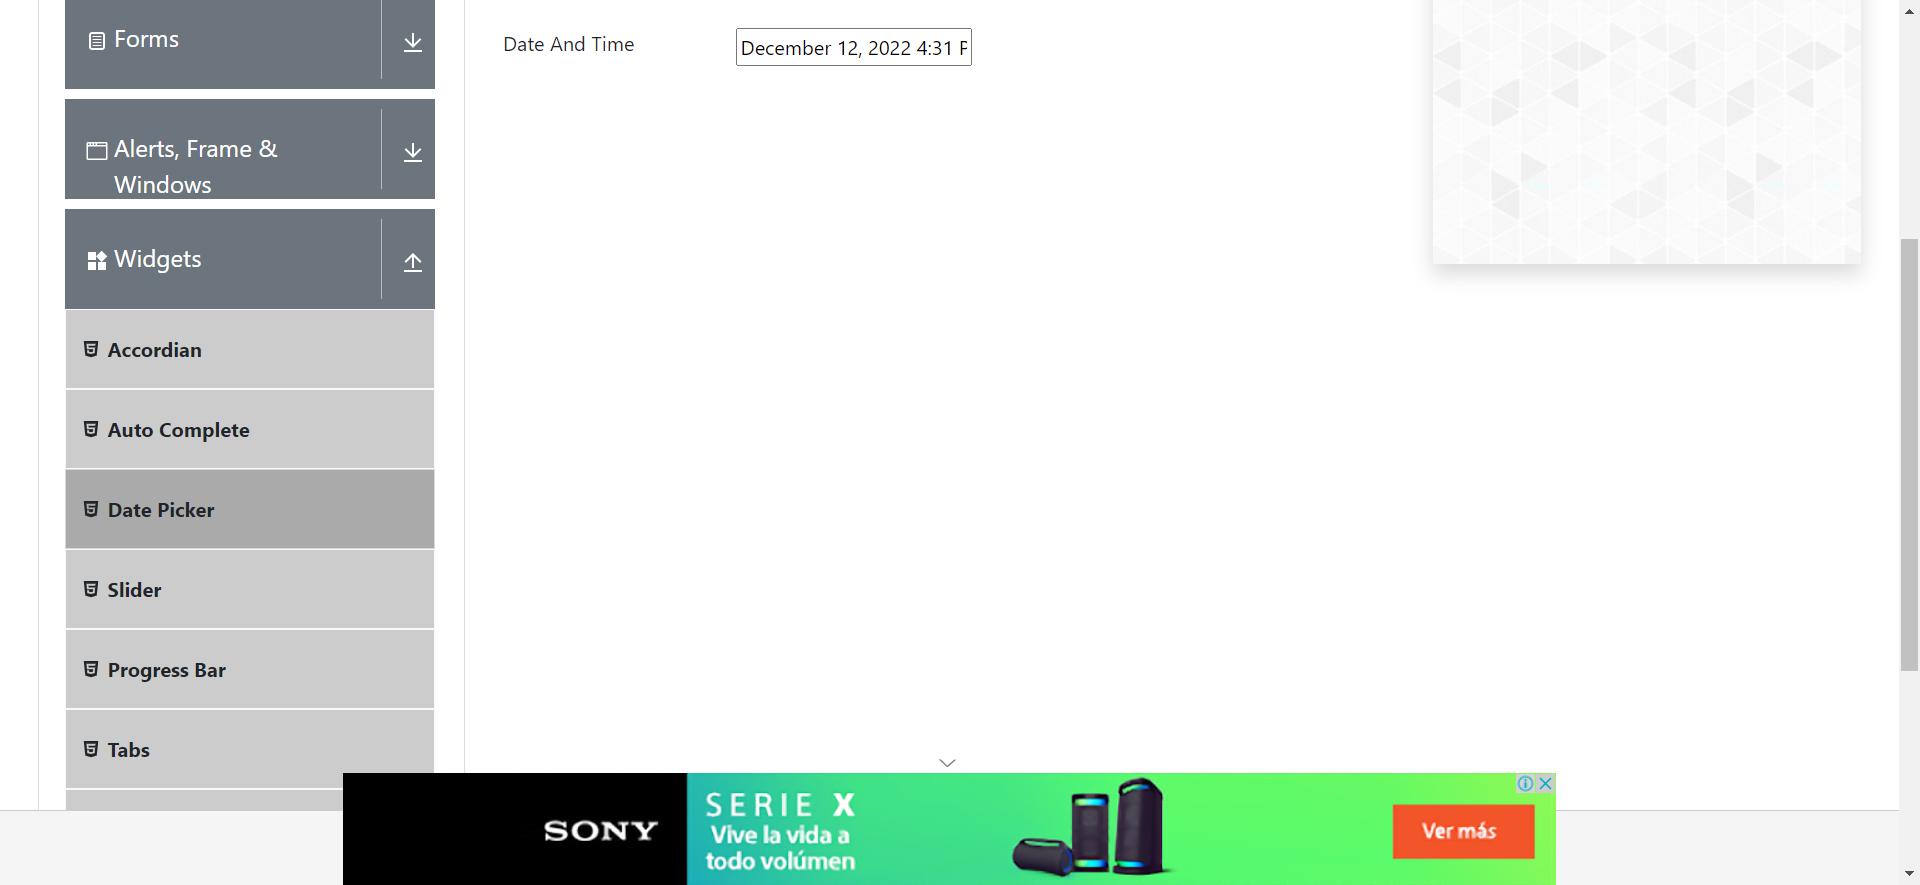 Forms
Date And Time
December 12, 2022 4:31 P
Alerts, Frame &
Windows
Widgets
Accordian
Auto Complete
Date Picker
Slider
Progress Bar
Tabs
SONY
SERIE X
Vive la vida a
todo volúmen
Ver más